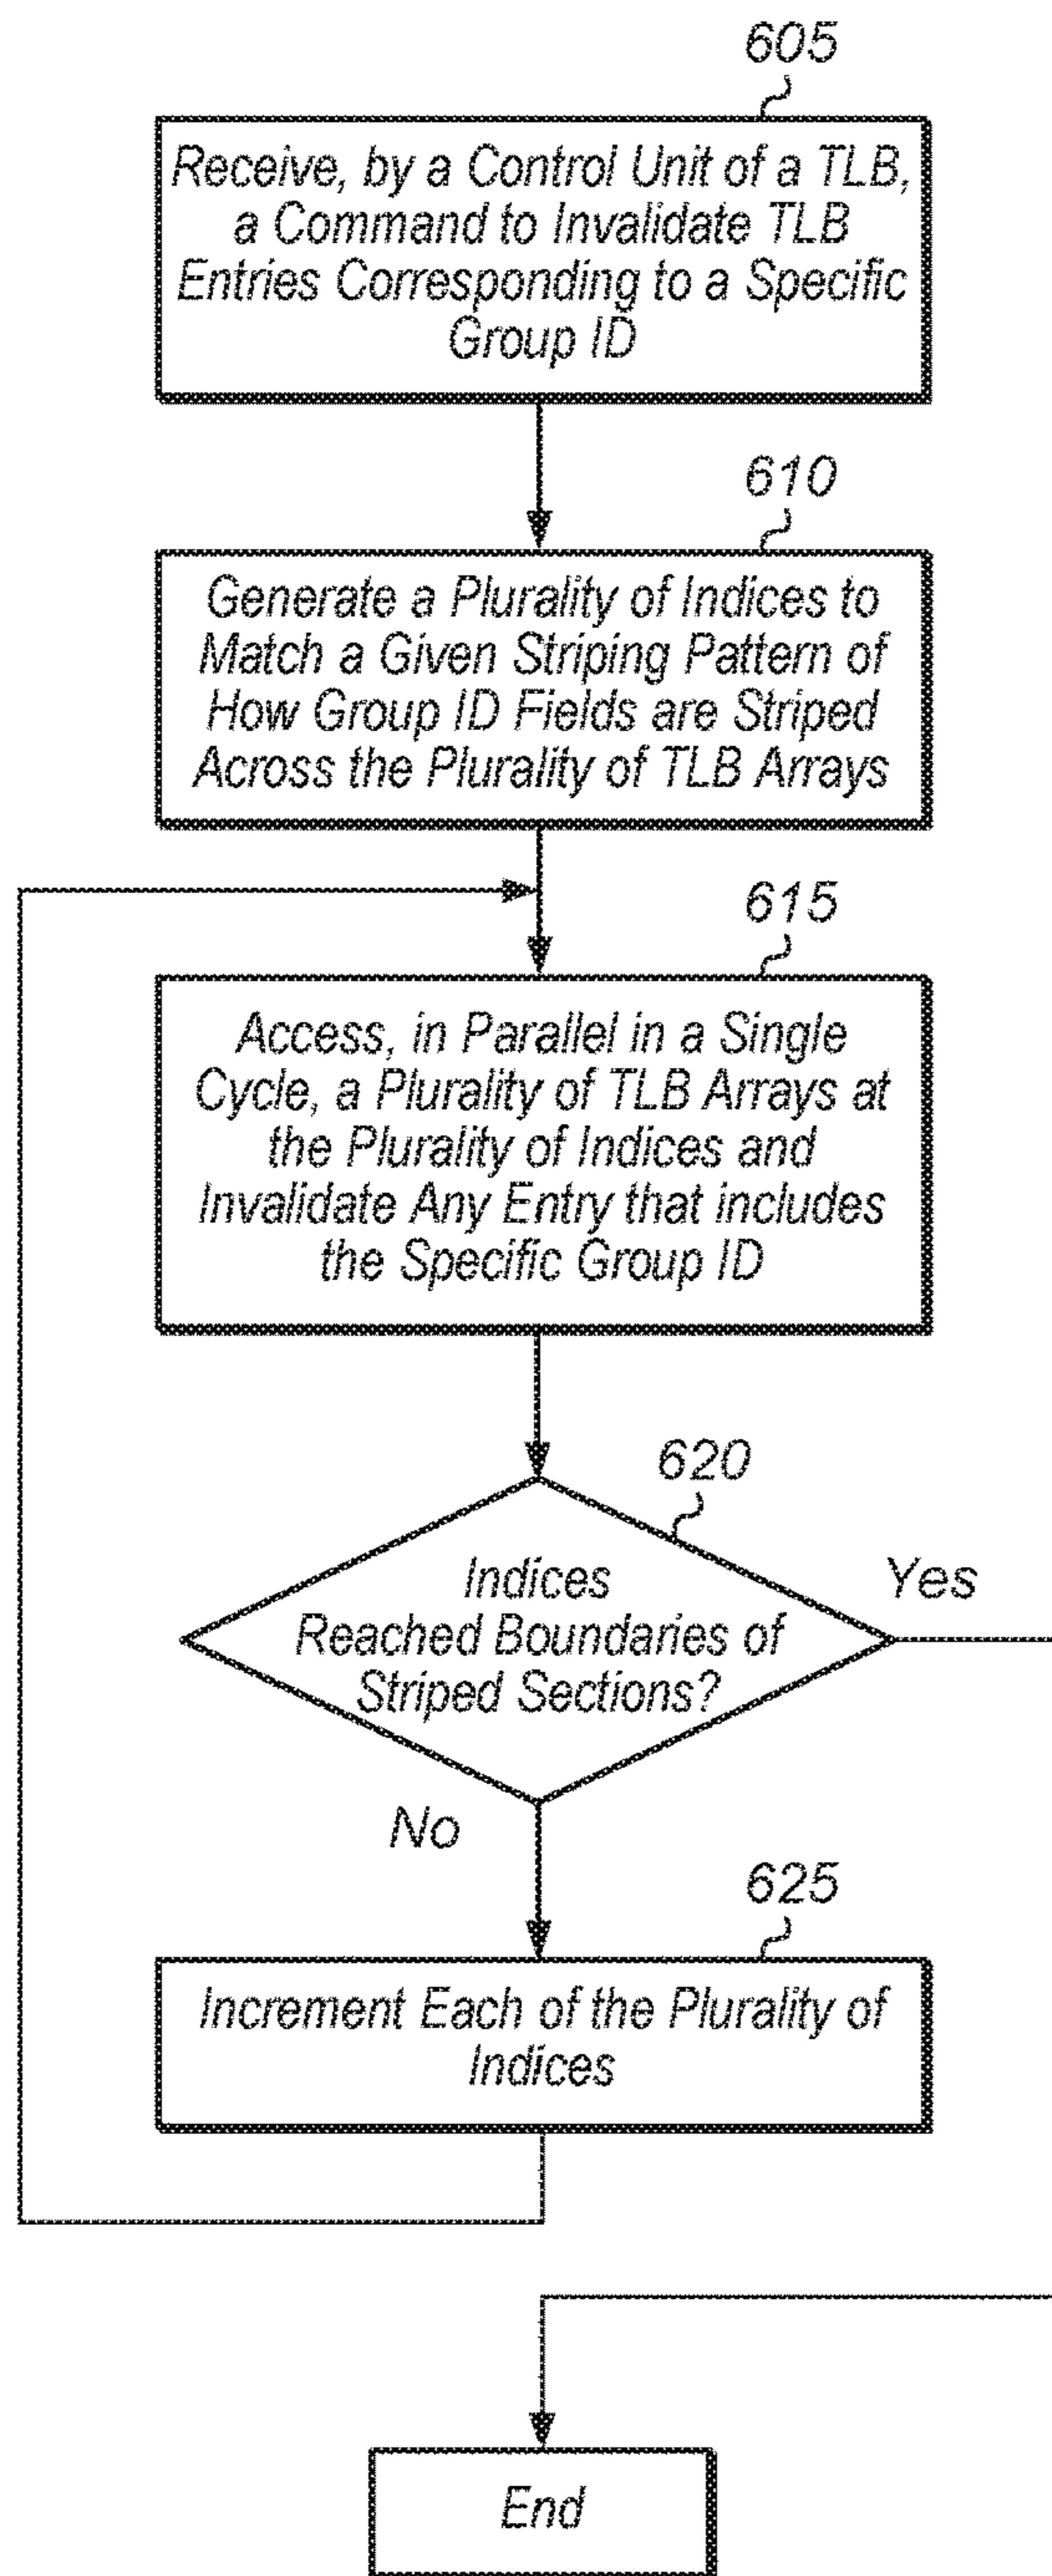 605
Receive, by a Control Unit of a TLB,
a Command to Invalidate TLB
Entries Corresponding to a Specific
Group ID
610
Generate a Plurality of Indices to
Match a Given Striping Pattern of
How Group ID Fields are Striped
Across the Plurality of TLB Arrays
615
Access, in Parallel in a Single
Cycle, a Plurality of TLB Arrays at
the Plurality of Indices and
Invalidate Any Entry that includes
the Specific Group ID
620
Indices
Reached Boundaries of
Striped Sections?
Yes
No
625
Increment Each of the Plurality of
Indices
End